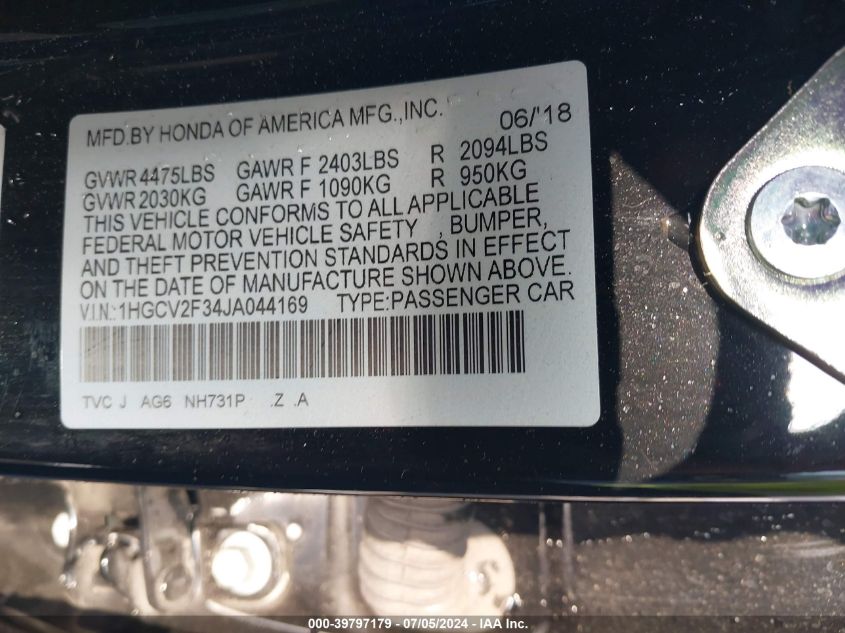 MFD.BY HONDA OF AMERICA MFG.,INC. 06/'18
GVWR 4475LBS GAWR F 2403LBS R 2094LBS
GVWR 2030KG GAWR F 1090KG R 950KG
THIS VEHICLE CONFORMS TO ALL APPLICABLE
FEDERAL MOTOR VEHICLE SAFETY , BUMPER,
AND THEFT PREVENTION STANDARDS IN EFFECT
ON THE DATE OF MANUFACTURE SHOWN ABOVE.
V.I.N.:1HGCV2F34JA044169 TYPE:PASSENGER CAR
TVC J AG6 NH731P .Z .A
000-39797179 / 07/05/2024 - IAA Inc.